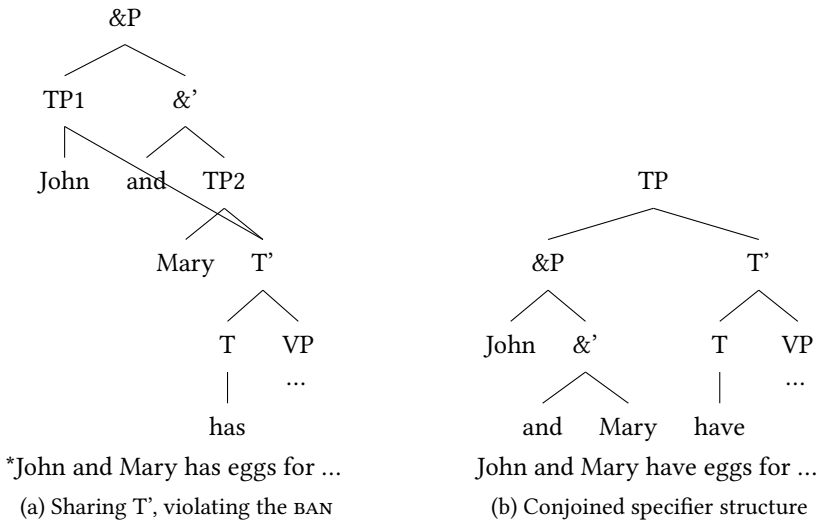 &P
TP1 &’
John and TP2
Mary T’
T VP
...
has
*John and Mary has eggs for ...
(a) Sharing T’, violating the BAN
TP
&P T’
John &’ T VP
...
and Mary have
John and Mary have eggs for ...
(b) Conjoined specifier structure